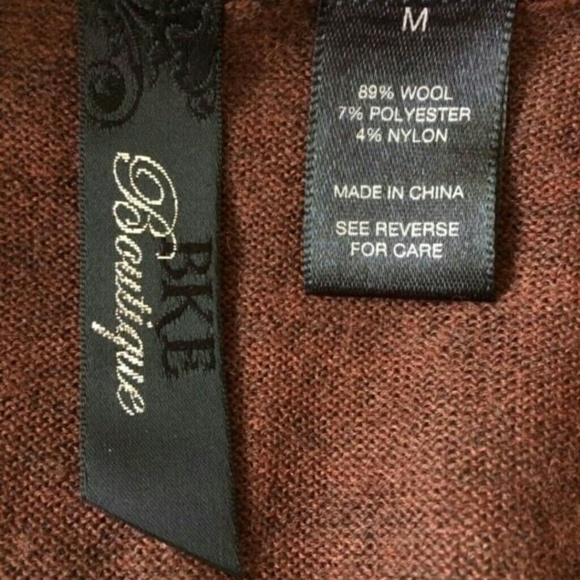 BKE
Boutique
M
89% WOOL
7% POLYESTER
4% NYLON
MADE IN CHINA
SEE REVERSE
FOR CARE